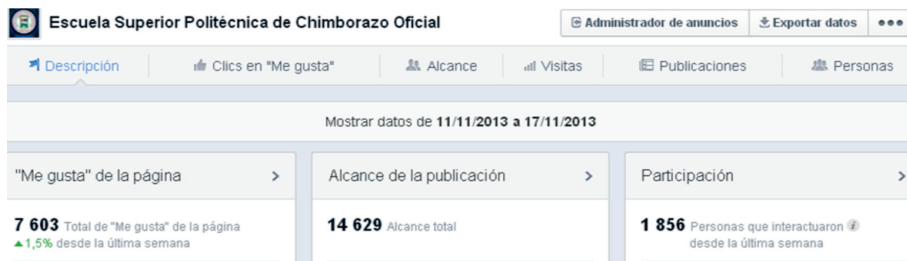 Escuela Superior Politécnica de Chimborazo Oficial
Administrador de anuncios
Exportar datos
Descripción
Clics en "Me gusta"
Alcance
Visitas
Publicaciones
Personas
Mostrar datos de 11/11/2013 a 17/11/2013
"Me gusta" de la página
Alcance de la publicación
Participación
7 603 Total de "Me gusta" de la página
1,5% desde la última semana
14 629 Alcance total
1 856 Personas que interactuaron
desde la última semana